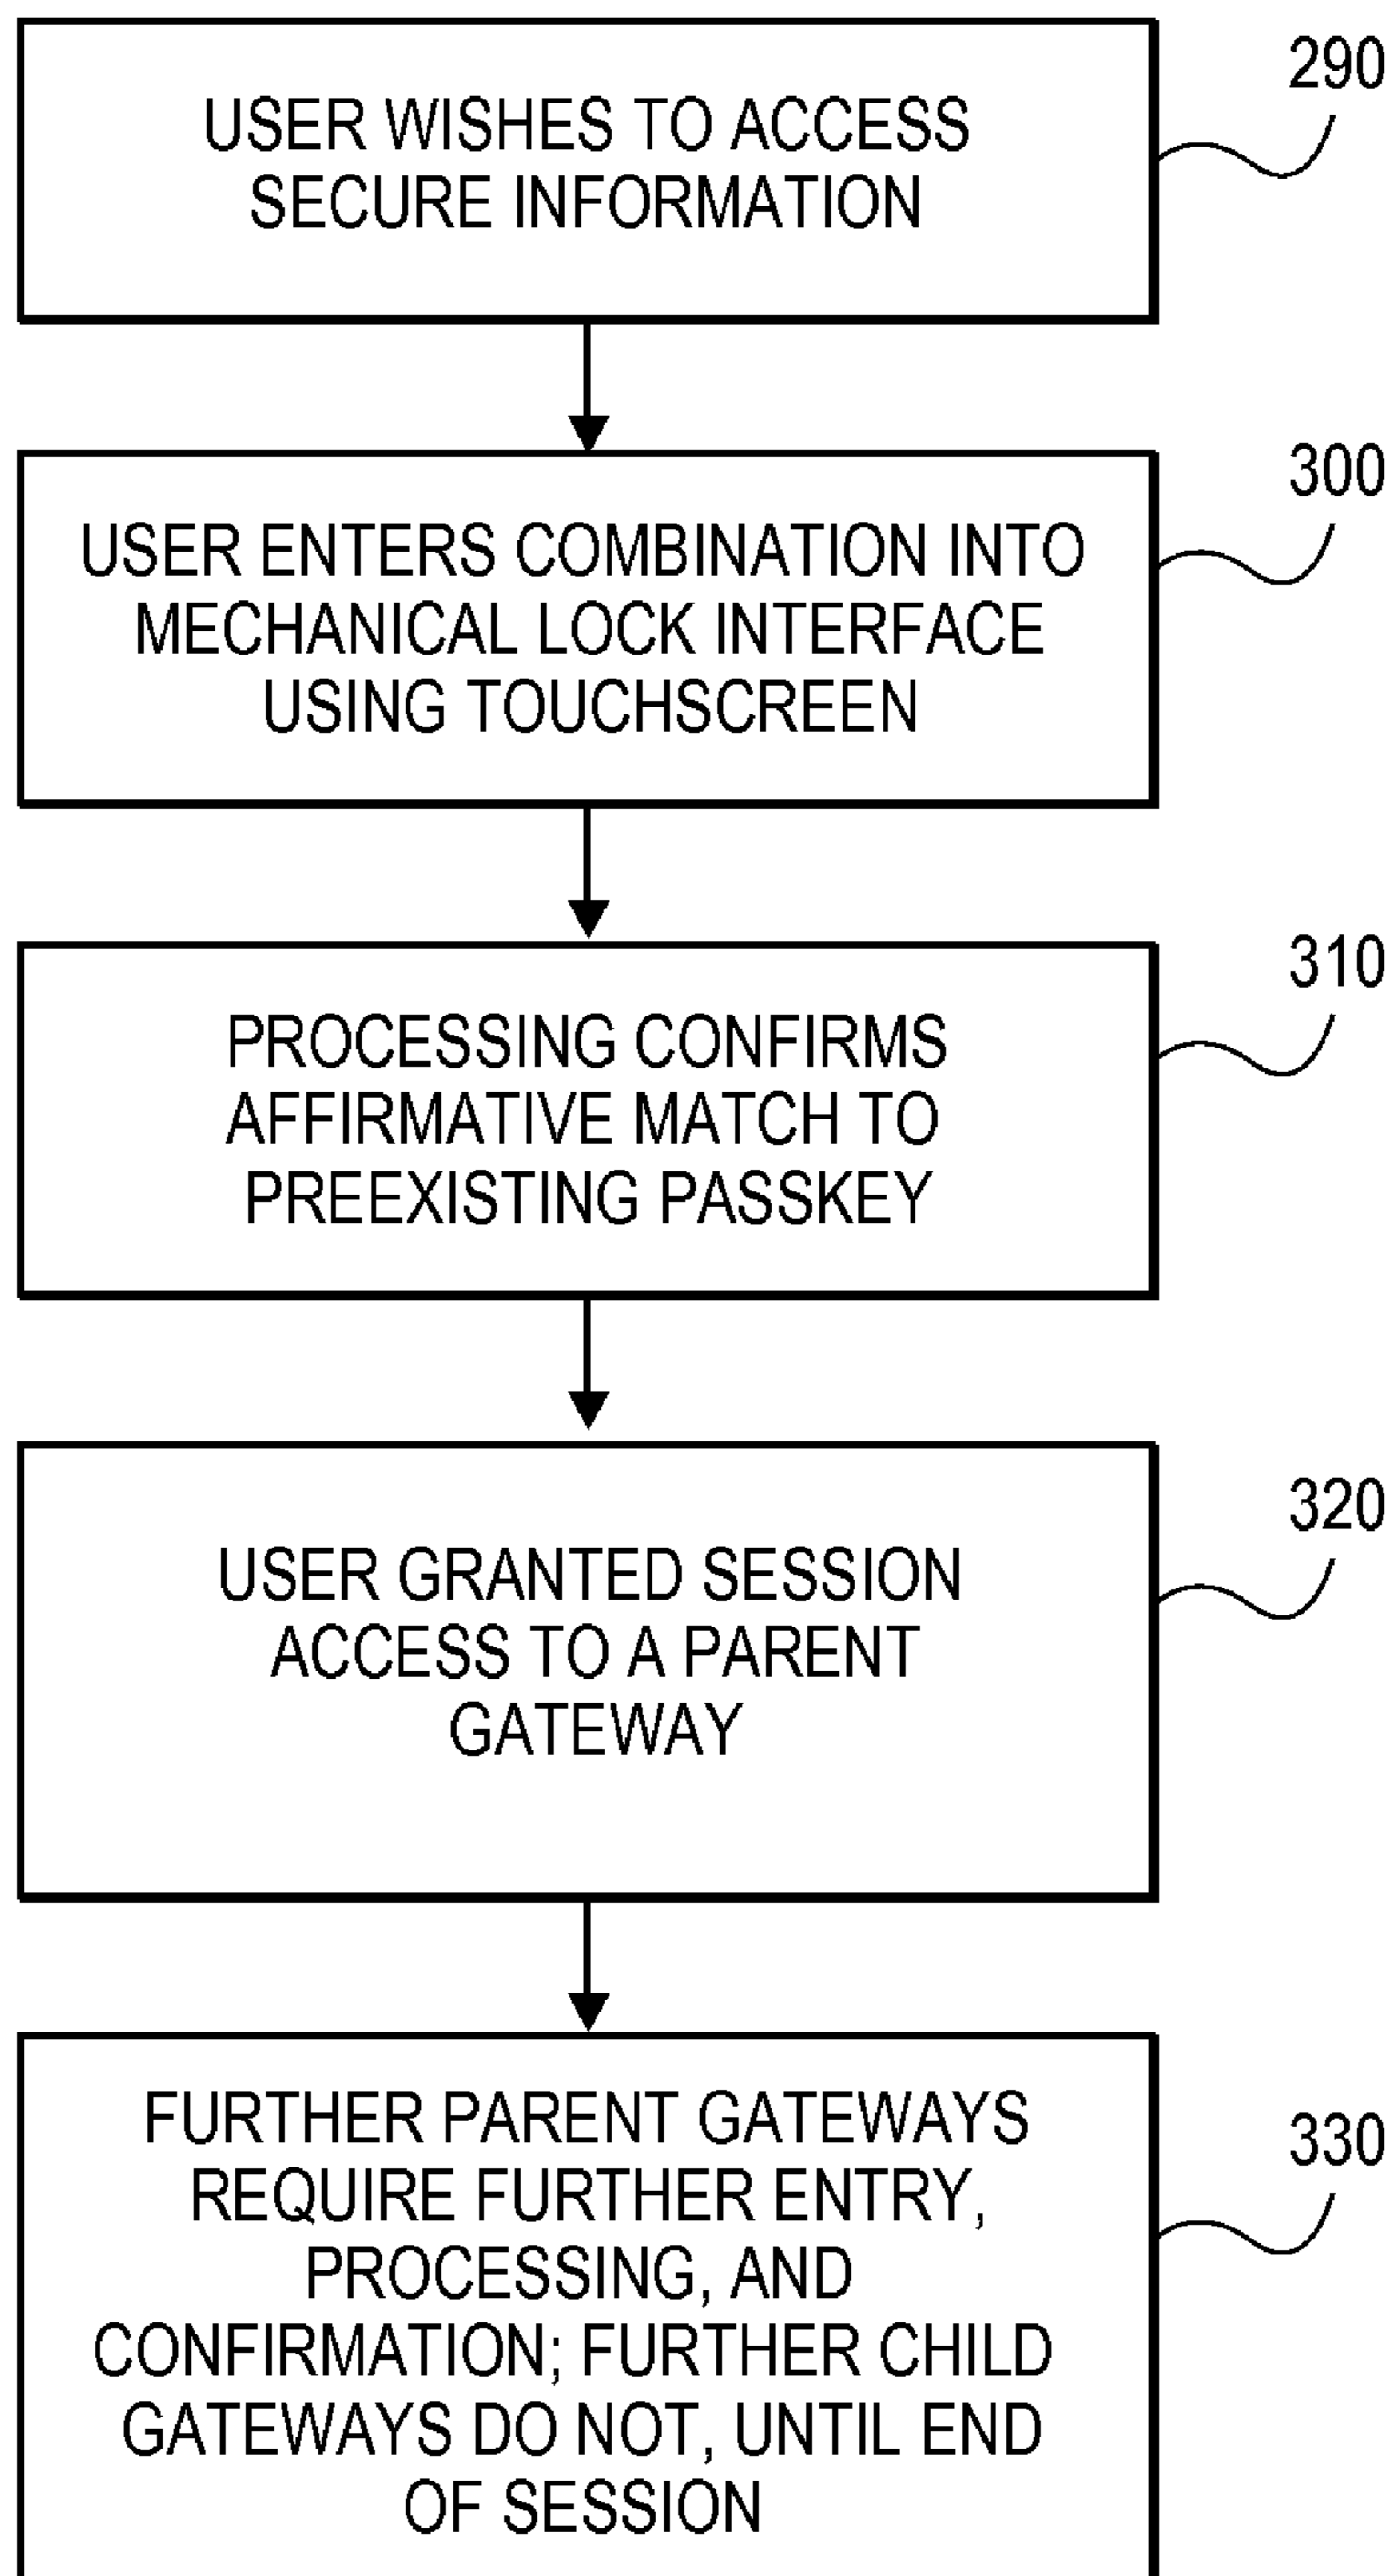 290
USER WISHES TO ACCESS
SECURE INFORMATION
300
USER ENTERS COMBINATION INTO
MECHANICAL LOCK INTERFACE
USING TOUCHSCREEN
310
PROCESSING CONFIRMS
AFFIRMATIVE MATCH TO
PREEXISTING PASSKEY
320
USER GRANTED SESSION
ACCESS TO A PARENT
GATEWAY
330
FURTHER PARENT GATEWAYS
REQUIRE FURTHER ENTRY,
PROCESSING, AND
CONFIRMATION; FURTHER CHILD
GATEWAYS DO NOT, UNTIL END
OF SESSION